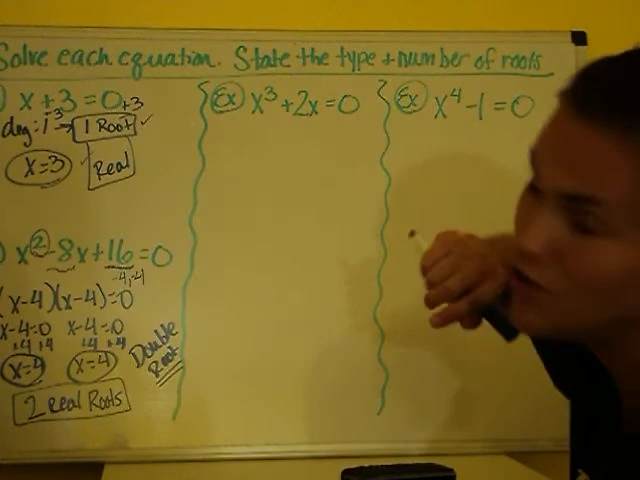 Solve each equation. State the type + number of roots
) x + 3 = 0 +3
-3
deg: 1 → 1 Root ✓
x=3 Real
) x² - 8x + 16 = 0
-4, -4
(x-4)(x-4)=0
x-4=0 x-4=0
+4 +4 +4 +4
x=4 x=4
Double Root
2 Real Roots
Ex x³ + 2x = 0
Ex x⁴ - 1 = 0